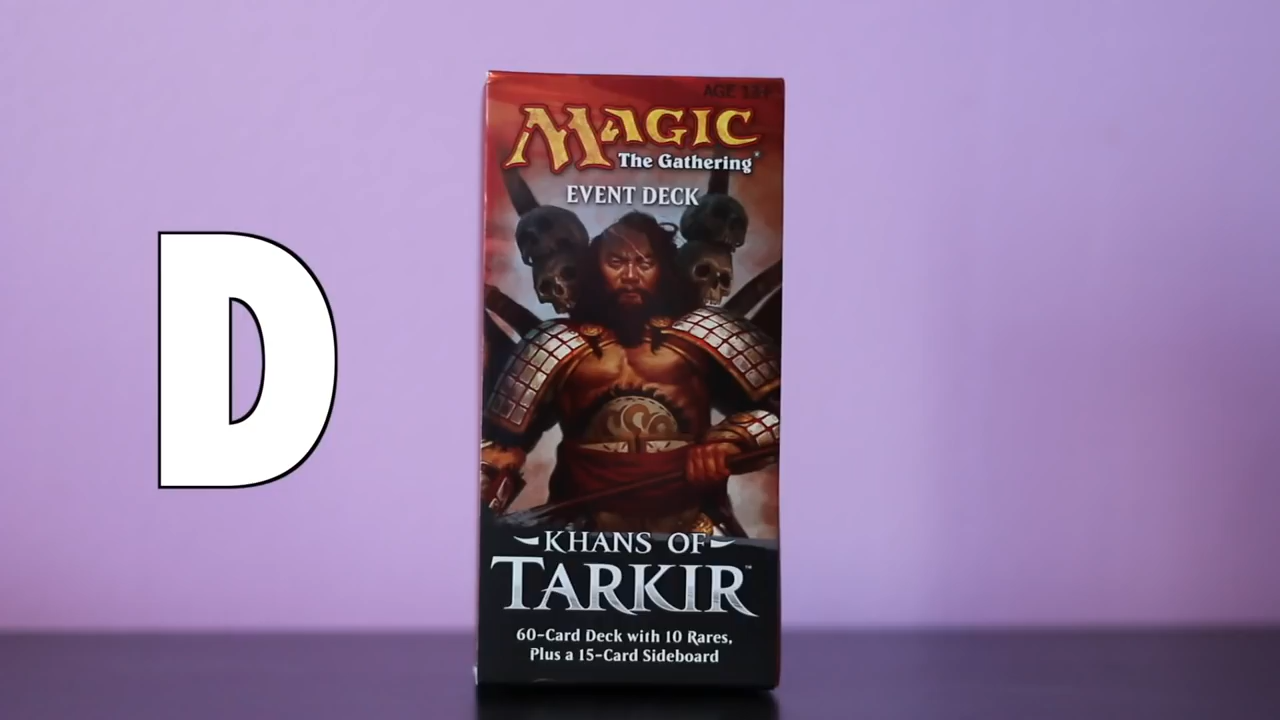 D
AGE 13+
MAGIC
The Gathering®
EVENT DECK
KHANS OF
TARKIR™
60-Card Deck with 10 Rares,
Plus a 15-Card Sideboard